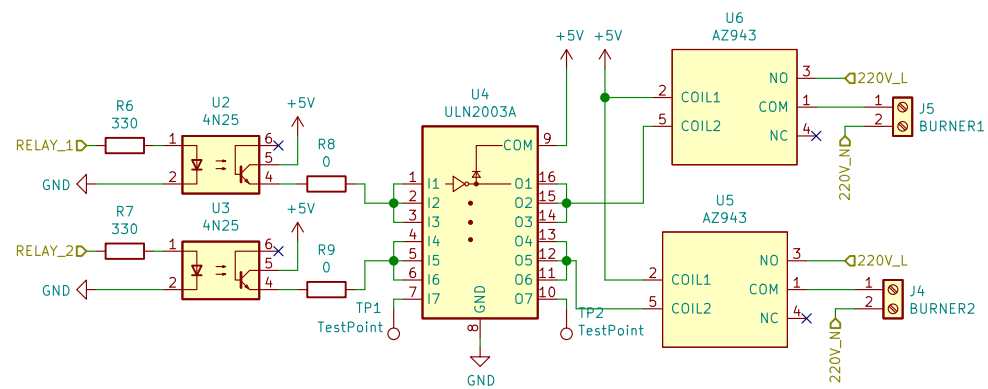 U6
AZ943
+5V
+5V
NO
3
220V_L
2
COIL1
COM
1
1
J5
5
COIL2
2
BURNER1
NC
4
220V_N
U4
ULN2003A
R6
330
U2
4N25
+5V
RELAY_1
1
6
5
R8
0
GND
2
4
COM
9
1
I1
O1
16
2
I2
O2
15
3
I3
O3
14
4
I4
O4
13
5
I5
O5
12
6
I6
O6
11
7
I7
O7
10
GND
8
GND
R7
330
U3
4N25
+5V
RELAY_2
1
6
5
R9
0
GND
2
4
TP1
TestPoint
TP2
TestPoint
U5
AZ943
NO
3
220V_L
2
COIL1
COM
1
1
J4
5
COIL2
2
BURNER2
NC
4
220V_N